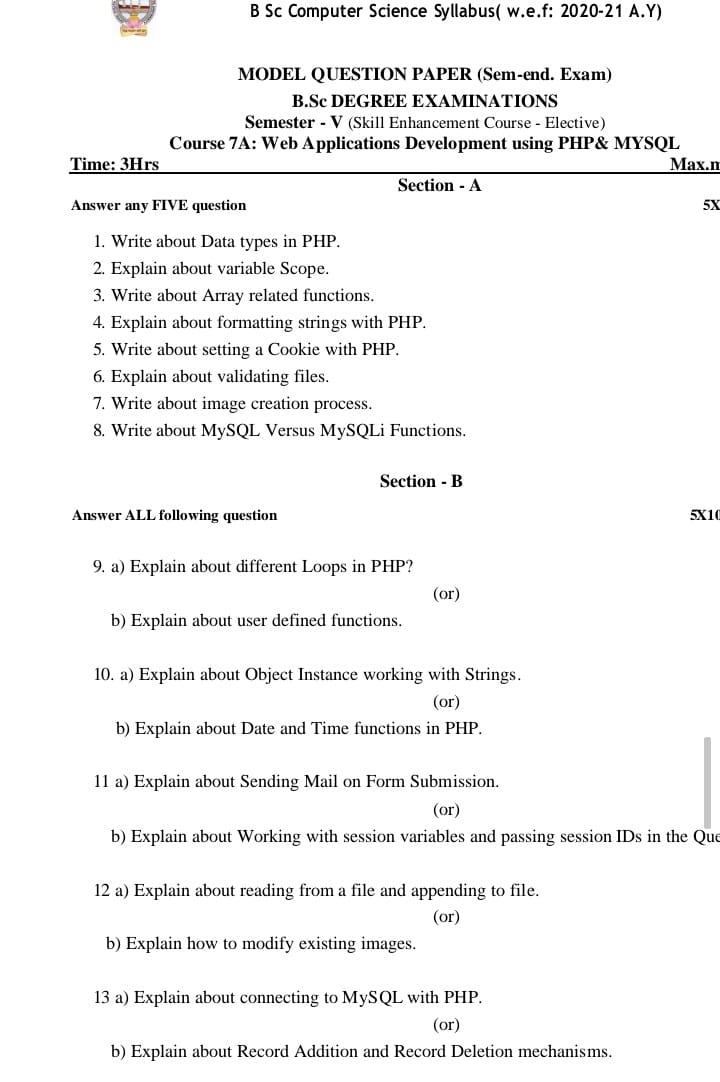 B Sc Computer Science Syllabus( w.e.f: 2020-21 A.Y)
MODEL QUESTION PAPER (Sem-end. Exam)
B.Sc DEGREE EXAMINATIONS
Semester - V (Skill Enhancement Course - Elective)
Course 7A: Web Applications Development using PHP& MYSQL
Time: 3Hrs Max.m
Section - A
Answer any FIVE question 5X
1. Write about Data types in PHP.
2. Explain about variable Scope.
3. Write about Array related functions.
4. Explain about formatting strings with PHP.
5. Write about setting a Cookie with PHP.
6. Explain about validating files.
7. Write about image creation process.
8. Write about MySQL Versus MySQLi Functions.
Section - B
Answer ALL following question 5X10
9. a) Explain about different Loops in PHP?
(or)
b) Explain about user defined functions.
10. a) Explain about Object Instance working with Strings.
(or)
b) Explain about Date and Time functions in PHP.
11 a) Explain about Sending Mail on Form Submission.
(or)
b) Explain about Working with session variables and passing session IDs in the Que
12 a) Explain about reading from a file and appending to file.
(or)
b) Explain how to modify existing images.
13 a) Explain about connecting to MySQL with PHP.
(or)
b) Explain about Record Addition and Record Deletion mechanisms.